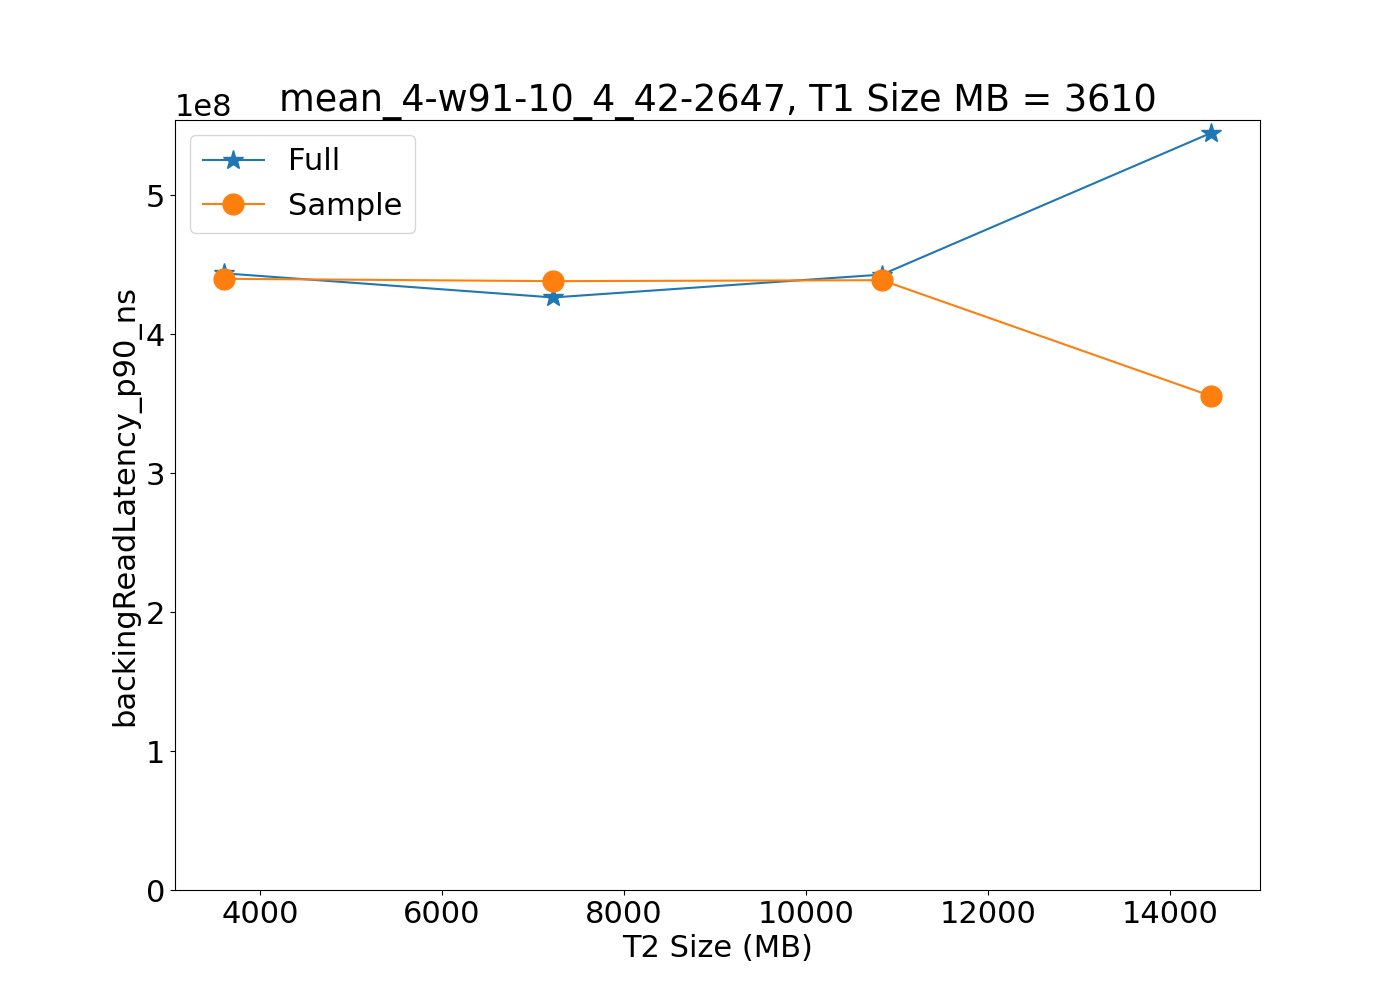 1e8
mean_4-w91-10_4_42-2647, T1 Size MB = 3610
Full
Sample
5
4
3
2
1
0
backingReadLatency_p90_ns
4000 6000 8000 10000 12000 14000
T2 Size (MB)